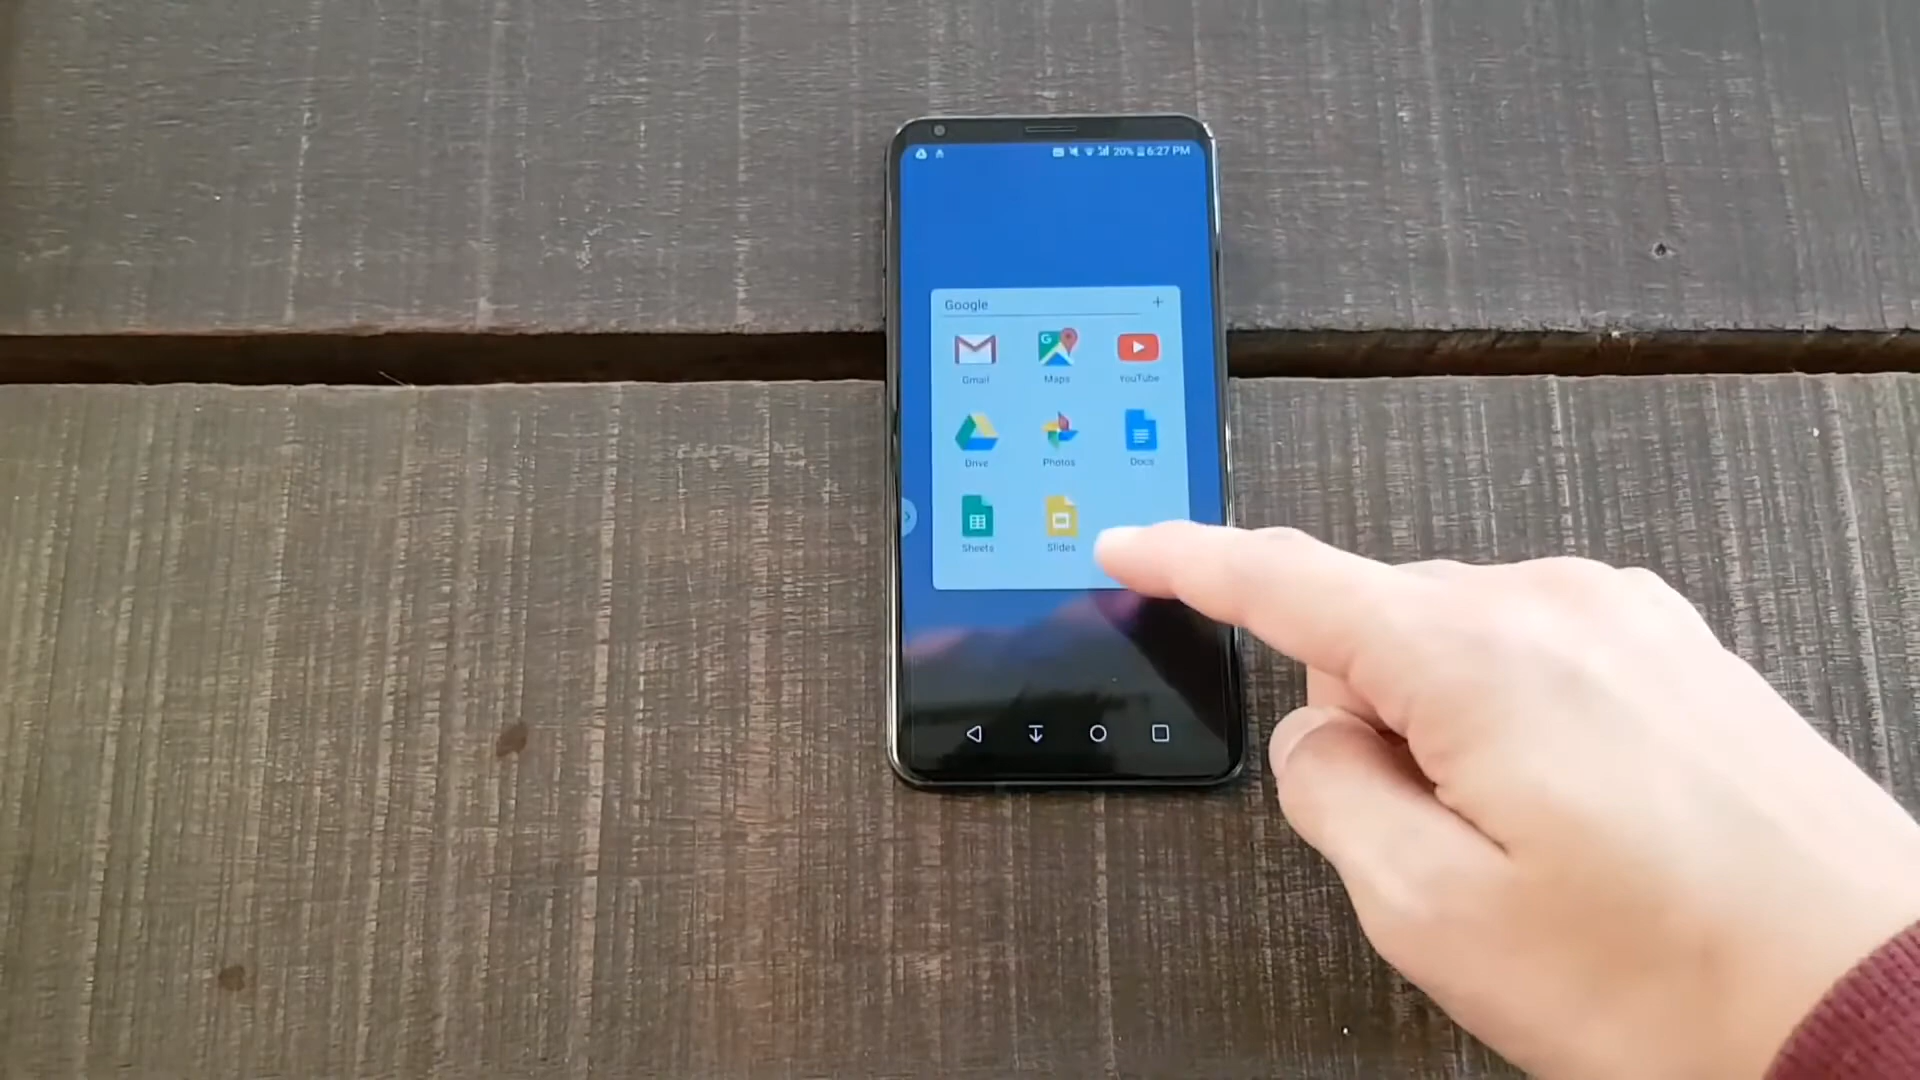 20% 6:27 PM
Google +
Gmail Maps YouTube
Drive Photos Docs
Sheets Slides